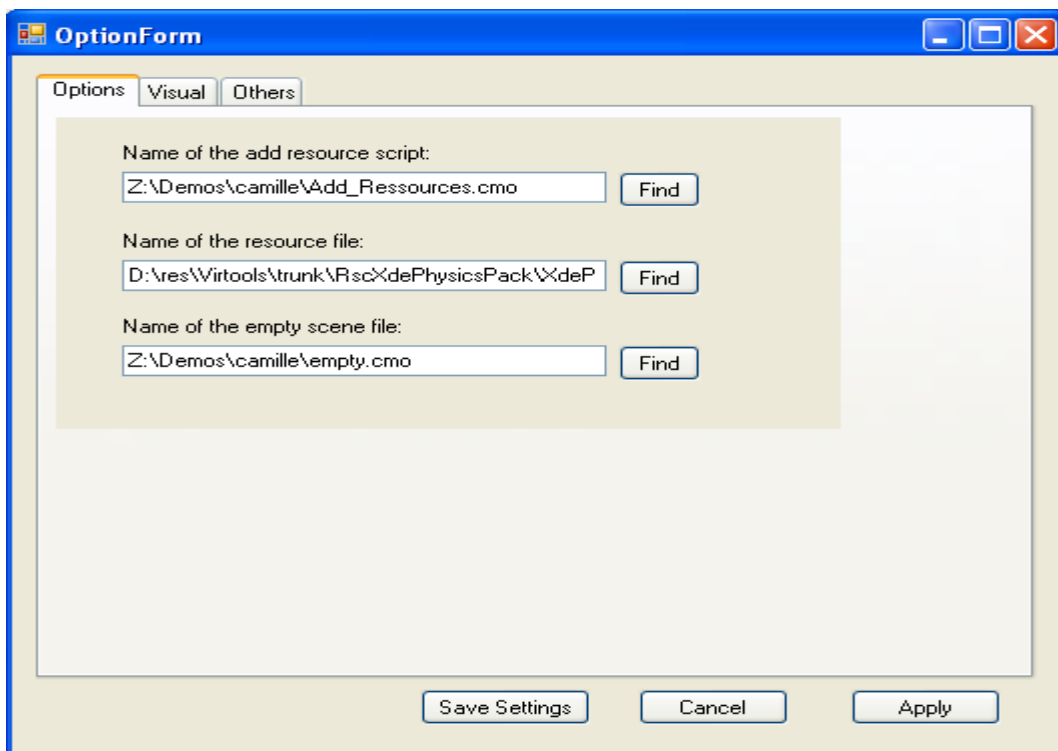 OptionForm
Options Visual Others
Name of the add resource script:
Z:\Demos\camille\Add_Ressources.cmo Find
Name of the resource file:
D:\res\Virtools\trunk\RscXdePhysicsPack\XdeP Find
Name of the empty scene file:
Z:\Demos\camille\empty.cmo Find
Save Settings Cancel Apply